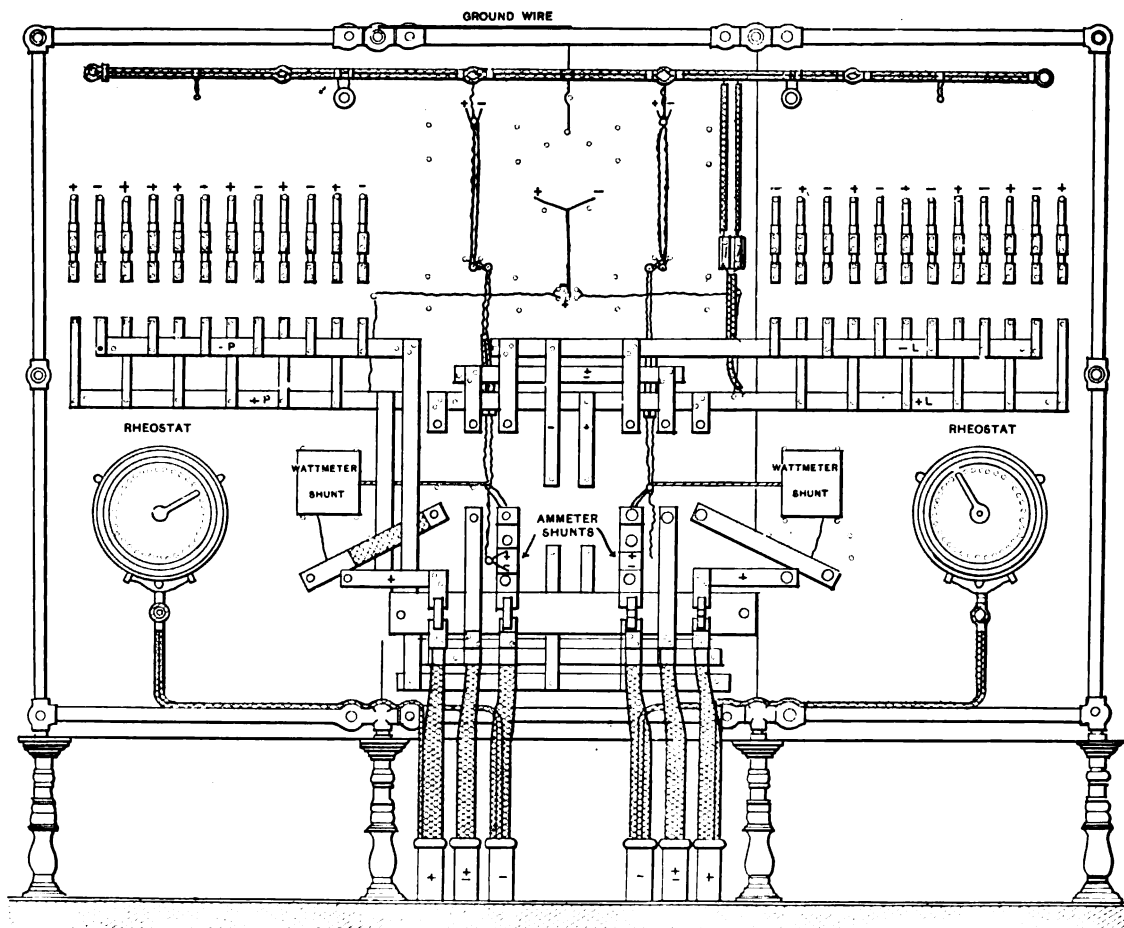 GROUND WIRE
+ -
+ -
+ -
+ - + + + + + - + - + -
- + - + - - - + - + - +
+
-P
±
-L
+P
- +
+L
RHEOSTAT
RHEOSTAT
WATTMETER
SHUNT
WATTMETER
SHUNT
AMMETER
SHUNTS
+
-
+
-
+
+
+ ± - - ± +